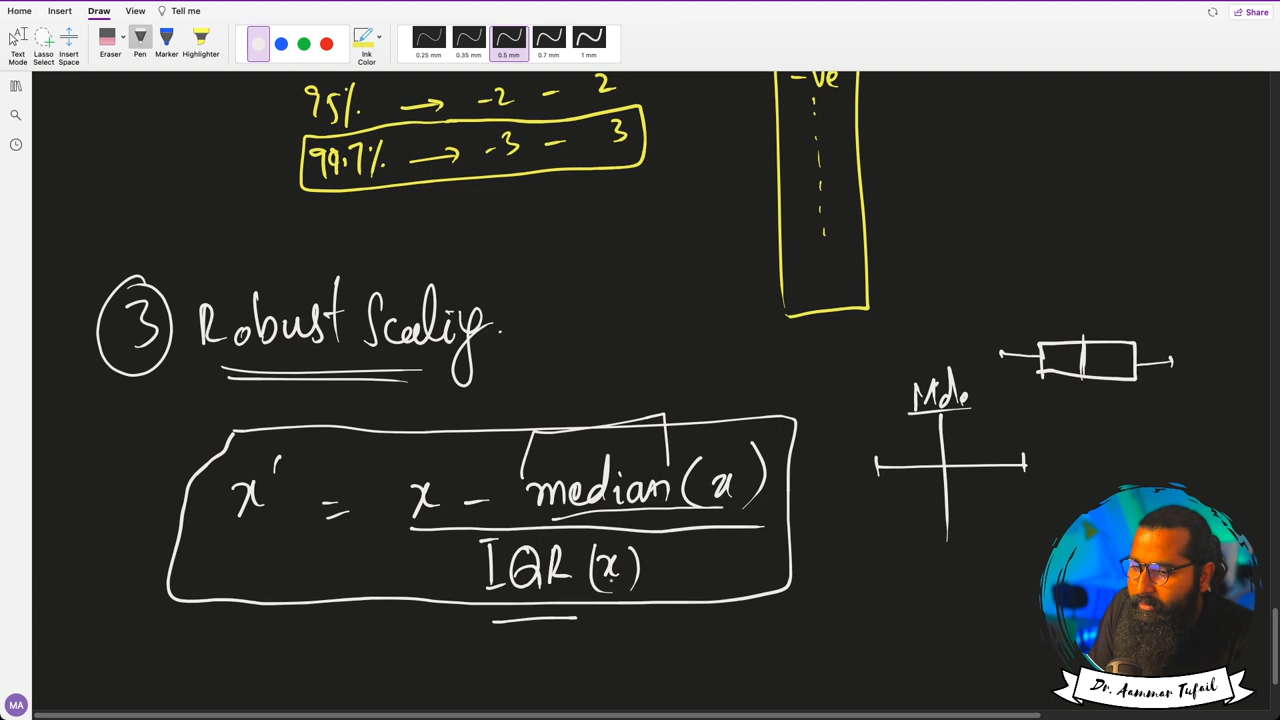 Home Insert Draw View Tell me
Share
Text Mode
Lasso Select
Insert Space
Eraser
Pen
Marker
Highlighter
Ink Color
0.25 mm
0.35 mm
0.5 mm
0.7 mm
1 mm
95% → -2 - 2
99.7% → -3 - 3
-ve
3 Robust Scaling.
x' = x - median(x)
IQR(x)
MA
Dr. Aammar Tufail